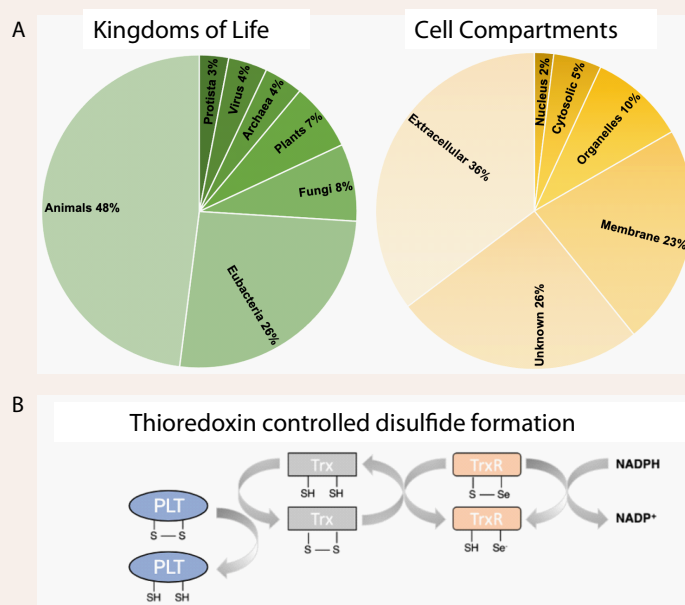 A
Kingdoms of Life
Cell Compartments
Protista 3%
Virus 4%
Archaea 4%
Plants 7%
Fungi 8%
Eubacteria 26%
Animals 48%
Nucleus 2%
Cytosolic 5%
Organelles 10%
Membrane 23%
Unknown 26%
Extracellular 36%
B
Thioredoxin controlled disulfide formation
PLT
S — S
PLT
SH SH
Trx
SH SH
Trx
S — S
TrxR
S — Se
TrxR
SH Se-
NADPH
NADP+